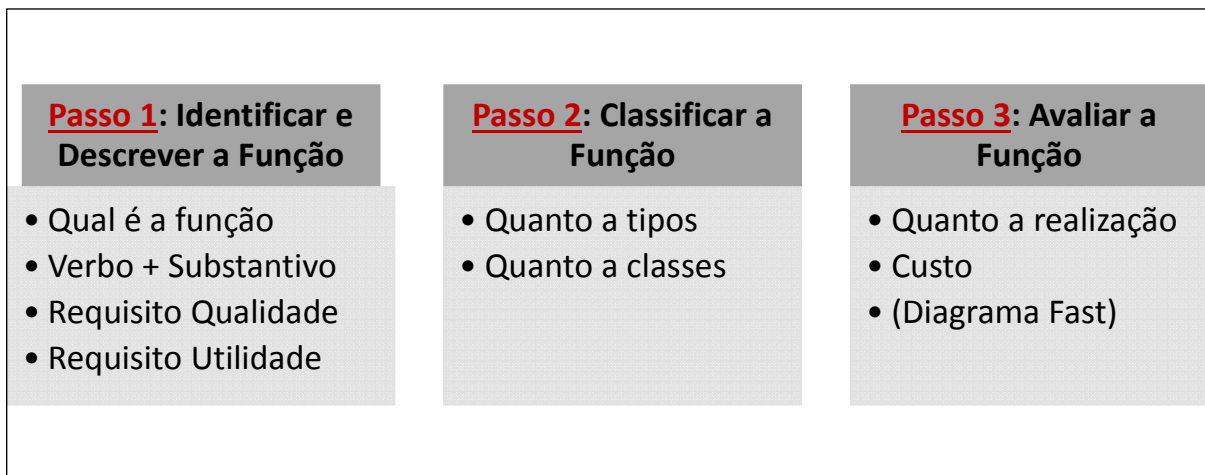 Passo 1: Identificar e
Descrever a Função
• Qual é a função
• Verbo + Substantivo
• Requisito Qualidade
• Requisito Utilidade
Passo 2: Classificar a
Função
• Quanto a tipos
• Quanto a classes
Passo 3: Avaliar a
Função
• Quanto a realização
• Custo
• (Diagrama Fast)